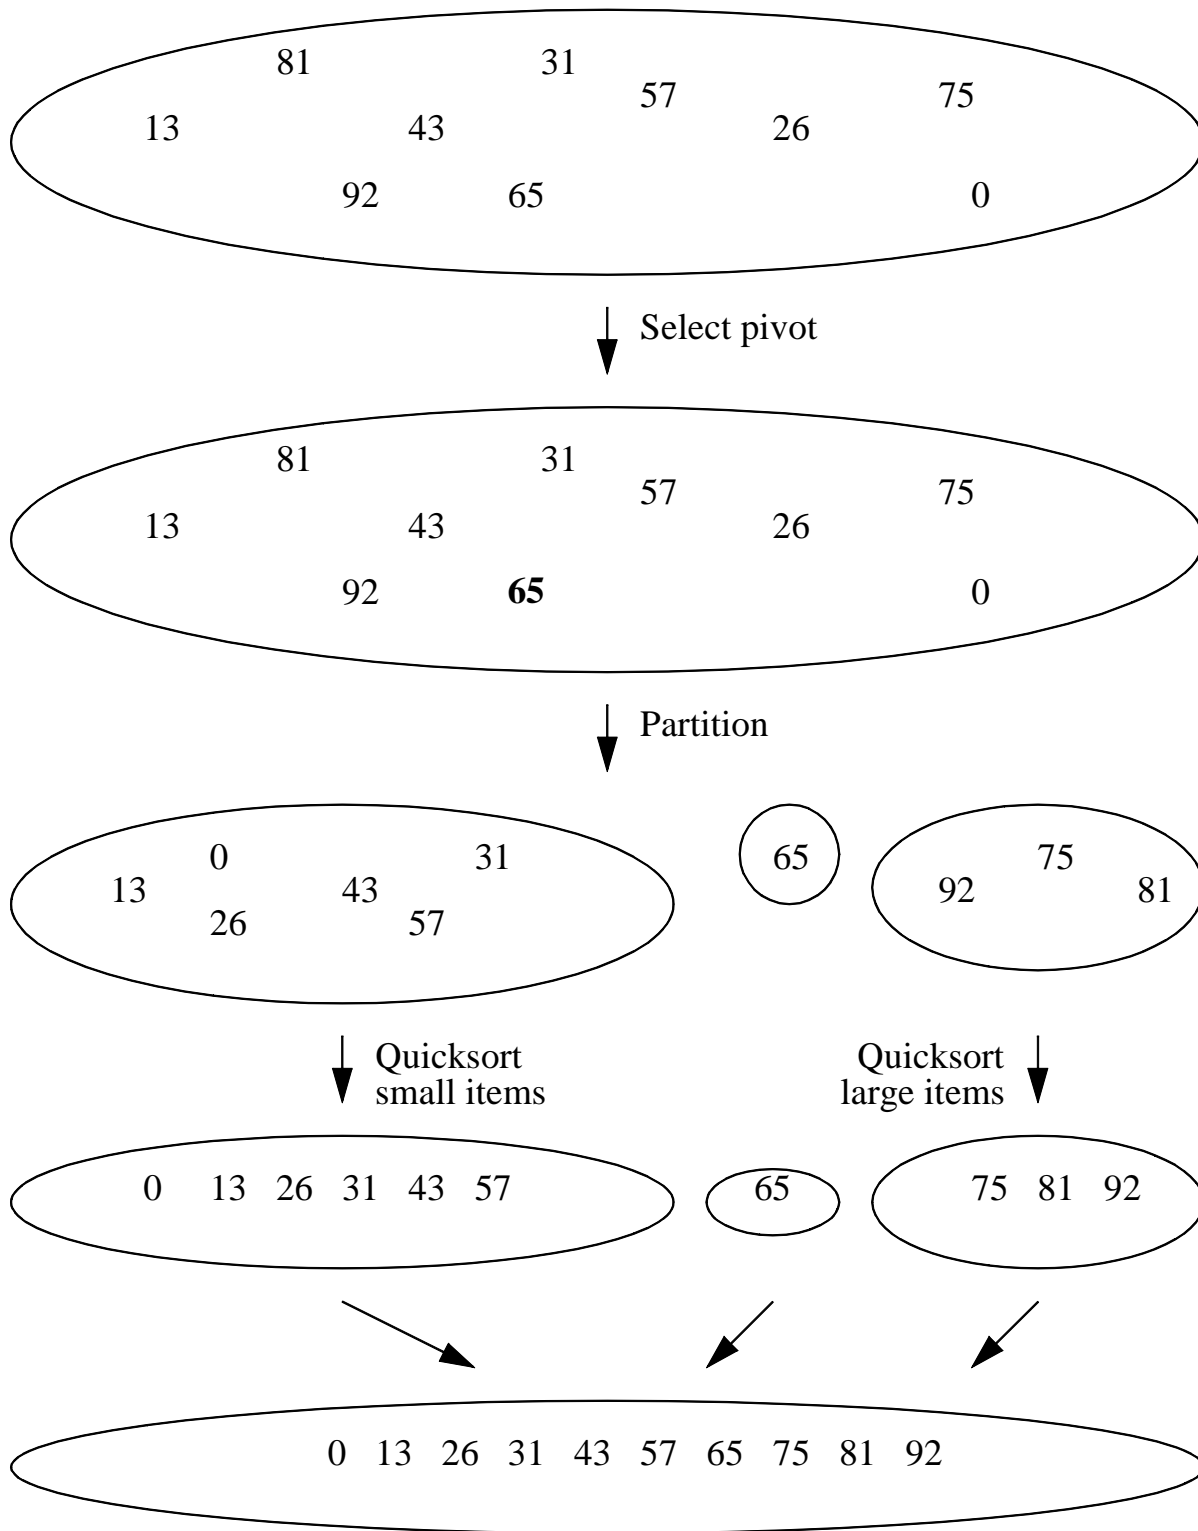 81 31
57 75
13 43 26
92 65 0
Select pivot
81 31
57 75
13 43 26
92 65 0
Partition
0 31 65 75
13 43 92 81
26 57
Quicksort
small items
Quicksort
large items
0 13 26 31 43 57 65 75 81 92
0 13 26 31 43 57 65 75 81 92